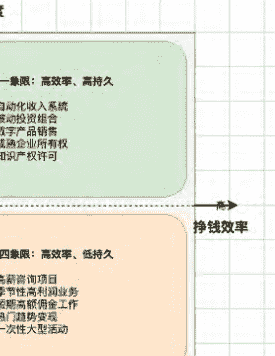 度
一象限：高效率、高持久
自动化收入系统
被动投资组合
数字产品销售
成熟企业所有权
知识产权许可
高
挣钱效率
四象限：高效率、低持久
高薪咨询项目
季节性高利润业务
短期高额佣金工作
热门趋势变现
一次性大型活动